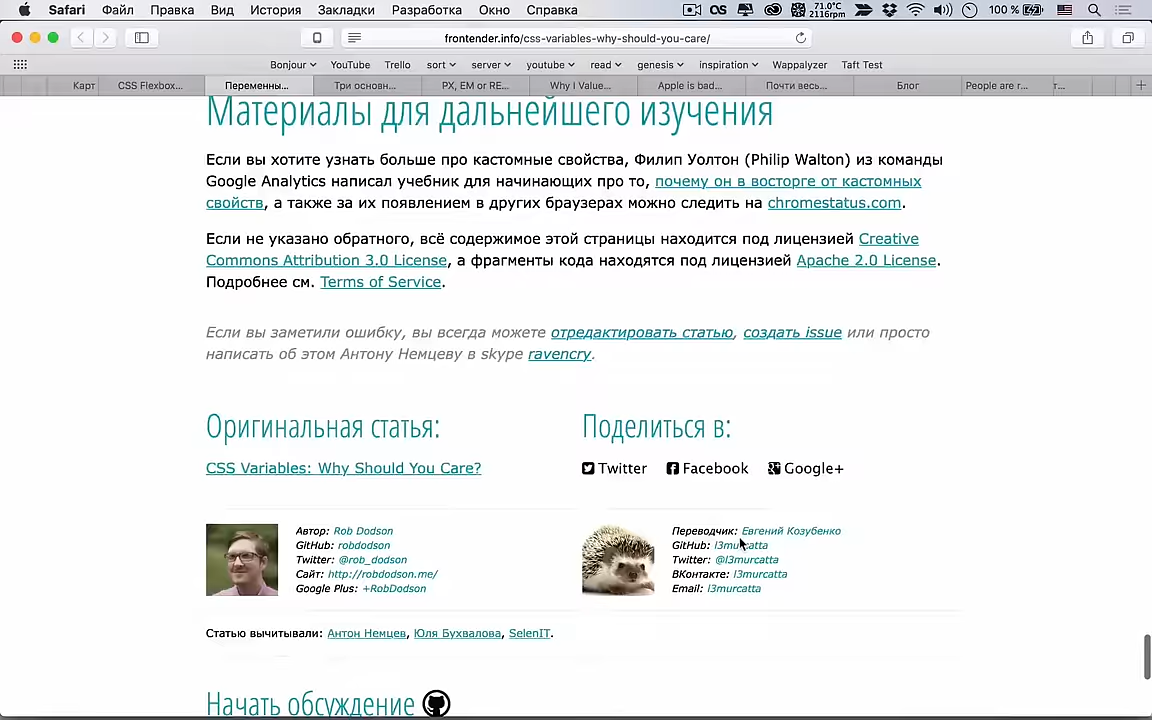 Safari Файл Правка Вид История Закладки Разработка Окно Справка OS 71.0°C 2116rpm 100 %
frontender.info/css-variables-why-should-you-care/
Bonjour YouTube Trello sort server youtube read genesis inspiration Wappalyzer Taft Test
Карт CSS Flexbox... Переменны... Три основн... PX, EM or RE... Why I Value... Apple is bad... Почти весь... Блог People are r... т...
Материалы для дальнейшего изучения
Если вы хотите узнать больше про кастомные свойства, Филип Уолтон (Philip Walton) из команды
Google Analytics написал учебник для начинающих про то, почему он в восторге от кастомных
свойств, а также за их появлением в других браузерах можно следить на chromestatus.com.
Если не указано обратного, всё содержимое этой страницы находится под лицензией Creative
Commons Attribution 3.0 License, а фрагменты кода находятся под лицензией Apache 2.0 License.
Подробнее см. Terms of Service.
Если вы заметили ошибку, вы всегда можете отредактировать статью, создать issue или просто
написать об этом Антону Немцеву в skype ravencry.
Оригинальная статья:
CSS Variables: Why Should You Care?
Поделиться в:
Twitter Facebook Google+
Автор: Rob Dodson
GitHub: robdodson
Twitter: @rob_dodson
Сайт: http://robdodson.me/
Google Plus: +RobDodson
Переводчик: Евгений Козубенко
GitHub: l3murcatta
Twitter: @l3murcatta
ВКонтакте: l3murcatta
Email: l3murcatta
Статью вычитывали: Антон Немцев, Юля Бухвалова, SelenIT.
Начать обсуждение